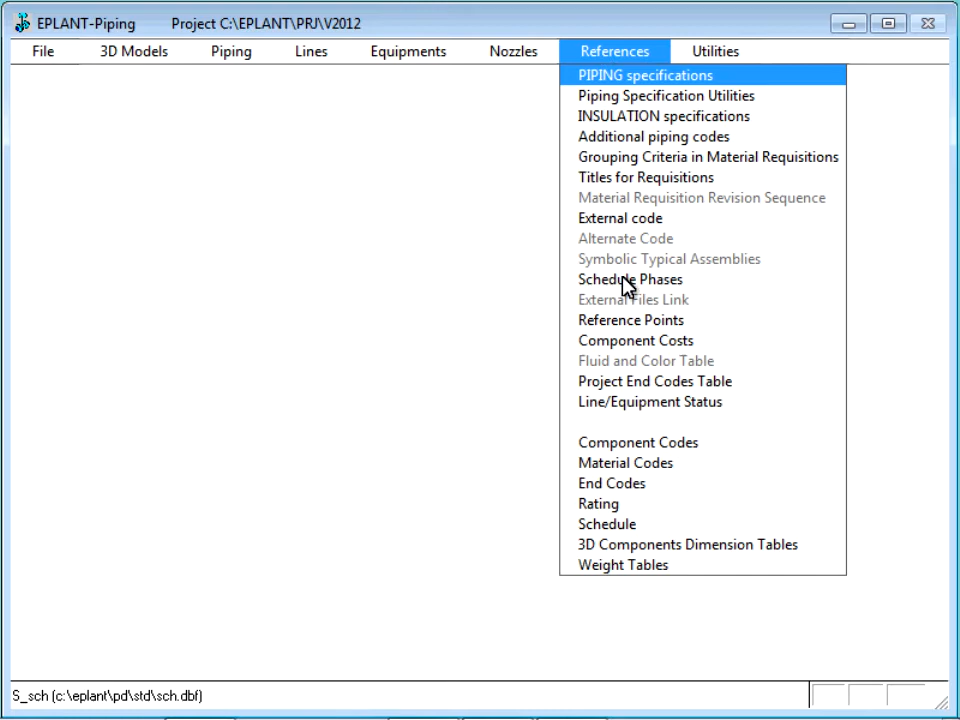 EPLANT-Piping Project C:\EPLANT\PRJ\V2012
File 3D Models Piping Lines Equipments Nozzles References Utilities
PIPING specifications
Piping Specification Utilities
INSULATION specifications
Additional piping codes
Grouping Criteria in Material Requisitions
Titles for Requisitions
Material Requisition Revision Sequence
External code
Alternate Code
Symbolic Typical Assemblies
Schedule Phases
External Files Link
Reference Points
Component Costs
Fluid and Color Table
Project End Codes Table
Line/Equipment Status
Component Codes
Material Codes
End Codes
Rating
Schedule
3D Components Dimension Tables
Weight Tables
S_sch (c:\eplant\pd\std\sch.dbf)